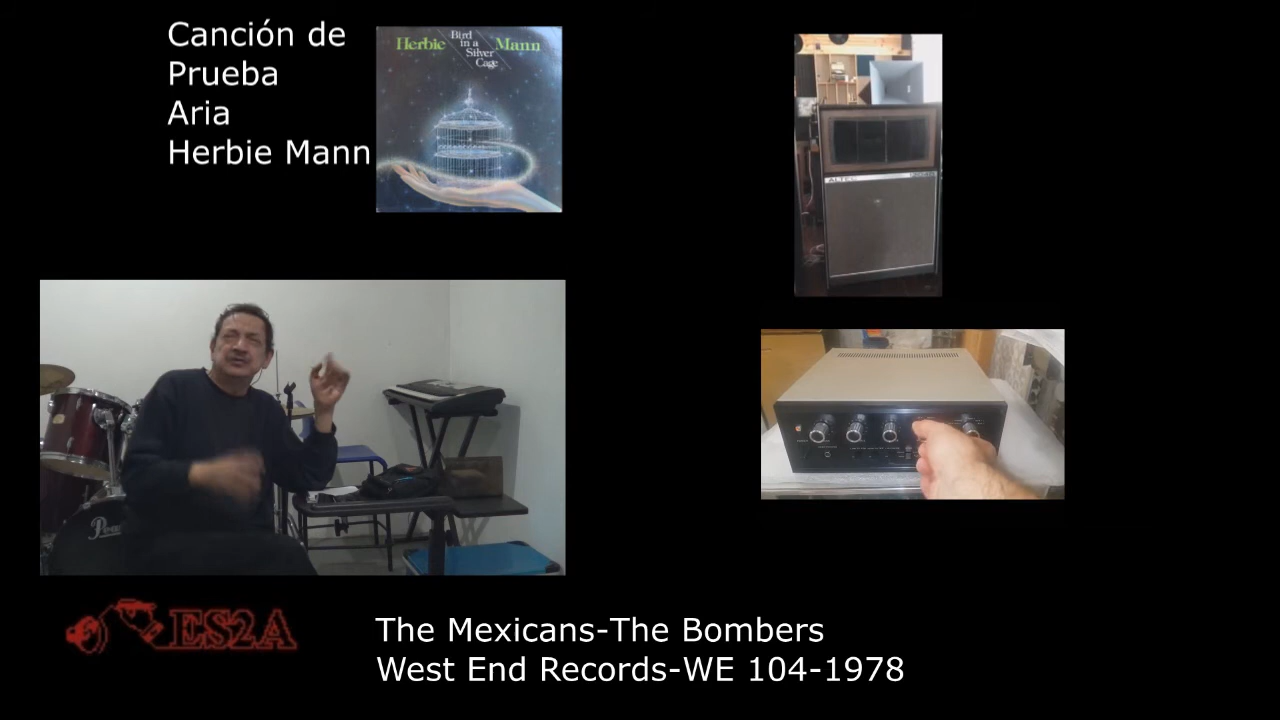 Canción de
Prueba
Aria
Herbie Mann
Herbie Bird in a Silver Cage Mann
ALTEC
ES2A
The Mexicans-The Bombers
West End Records-WE 104-1978